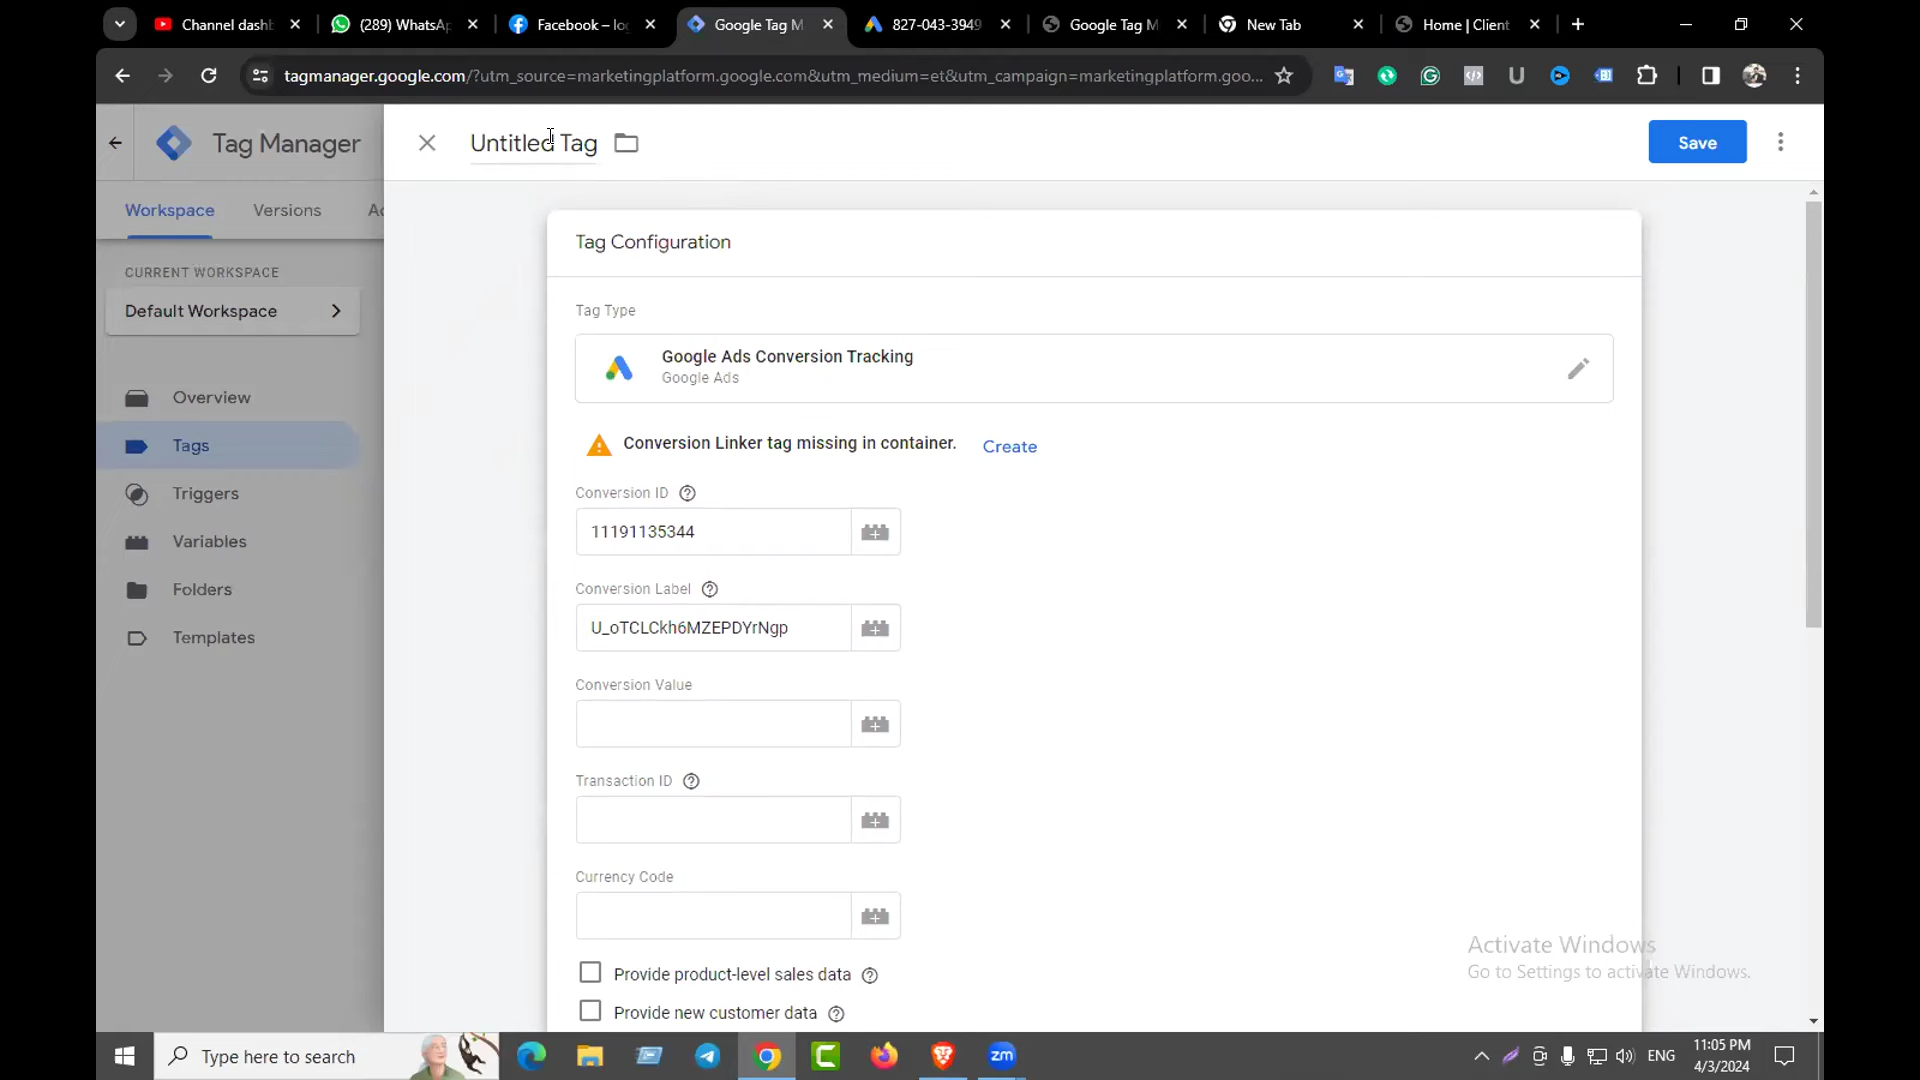 Channel dashb
(289) WhatsAp
Facebook – log
Google Tag M
827-043-3949
Google Tag M
New Tab
Home | Client
tagmanager.google.com/?utm_source=marketingplatform.google.com&utm_medium=et&utm_campaign=marketingplatform.goo...
Tag Manager
Untitled Tag
Save
Workspace
Versions
Ad
Tag Configuration
CURRENT WORKSPACE
Default Workspace
Overview
Tags
Triggers
Variables
Folders
Templates
Tag Type
Google Ads Conversion Tracking
Google Ads
Conversion Linker tag missing in container.
Create
Conversion ID
11191135344
Conversion Label
U_oTCLCkh6MZEPDYrNgp
Conversion Value
Transaction ID
Currency Code
Provide product-level sales data
Provide new customer data
Activate Windows
Go to Settings to activate Windows.
Type here to search
zm
ENG
11:05 PM
4/3/2024